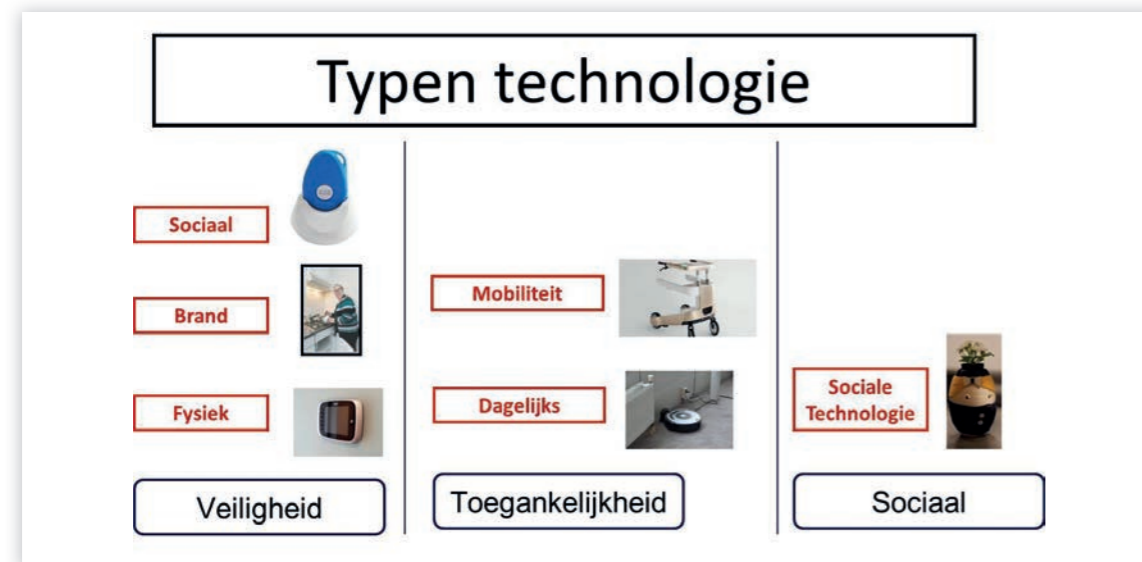 Typen technologie
Sociaal
Brand
Fysiek
Veiligheid
Mobiliteit
Dagelijks
Toegankelijkheid
Sociale
Technologie
Sociaal